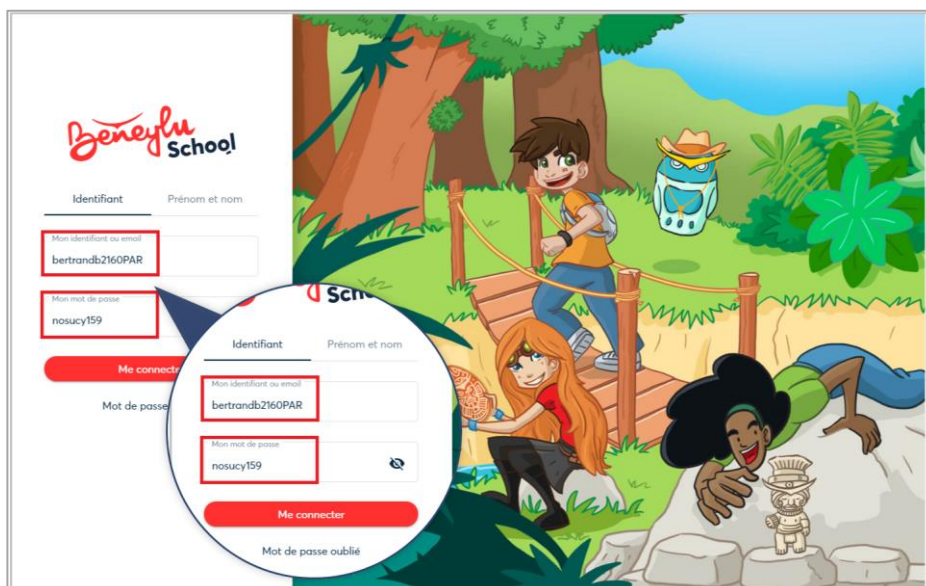 Beneylu
School
Identifiant Prénom et nom
Mon identifiant ou email
bertrandb2160PAR
Mon mot de passe
nosucy159
Me connecter
Mot de passe
Identifiant Prénom et nom
Mon identifiant ou email
bertrandb2160PAR
Mon mot de passe
nosucy159
Me connecter
Mot de passe oublié